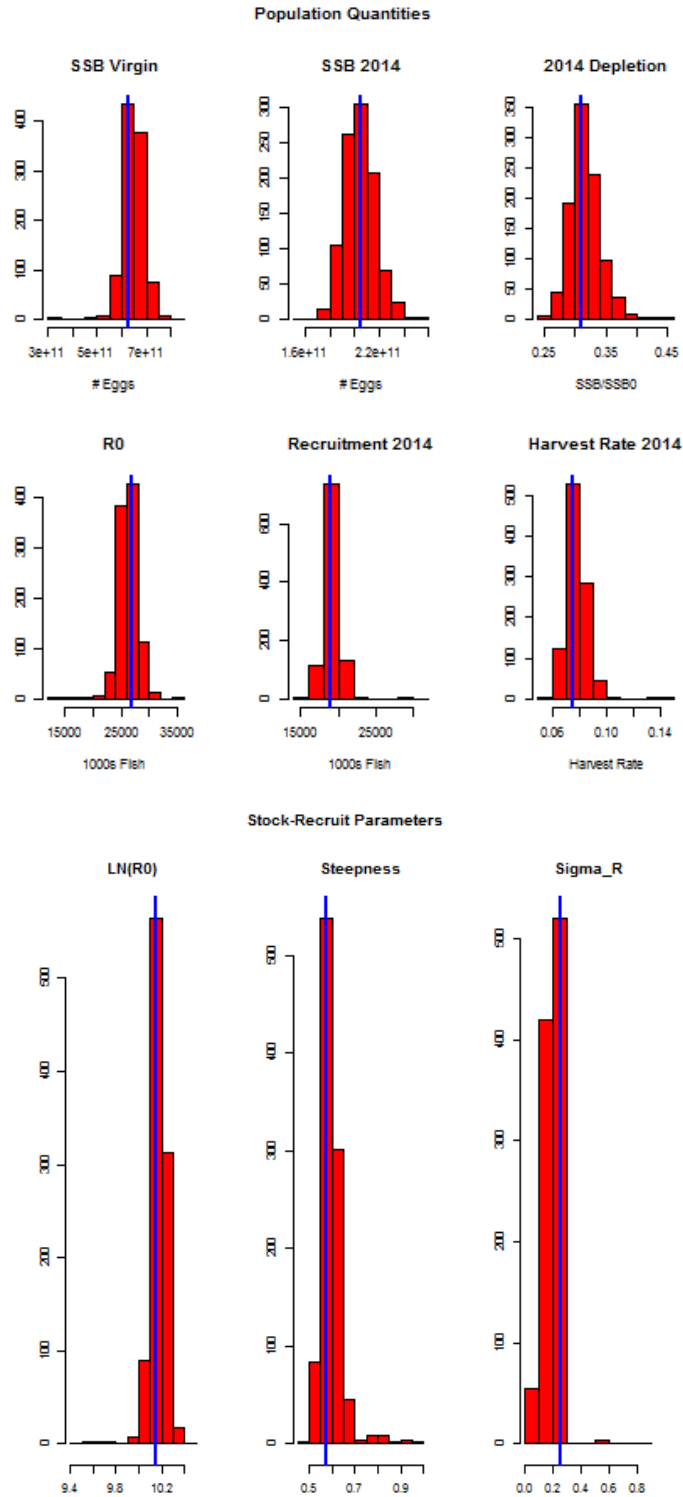 Population Quantities
SSB Virgin
SSB 2014
2014 Depletion
0 100 200 300 400
0 50 100 150 200 250 300
0 50 100 150 200 250 300 350
3e+11 5e+11 7e+11
1.6e+11 2.2e+11
0.25 0.35 0.45
# Eggs
# Eggs
SSB/SSB0
R0
Recruitment 2014
Harvest Rate 2014
0 100 200 300 400
0 200 400 600
0 100 200 300 400 500
15000 25000 35000
15000 25000
0.06 0.10 0.14
1000s Fish
1000s Fish
Harvest Rate
Stock-Recruit Parameters
LN(R0)
Steepness
Sigma_R
0 100 200 300 400 500
0 100 200 300 400 500
0 100 200 300 400 500
9.4 9.8 10.2
0.5 0.7 0.9
0.0 0.2 0.4 0.6 0.8